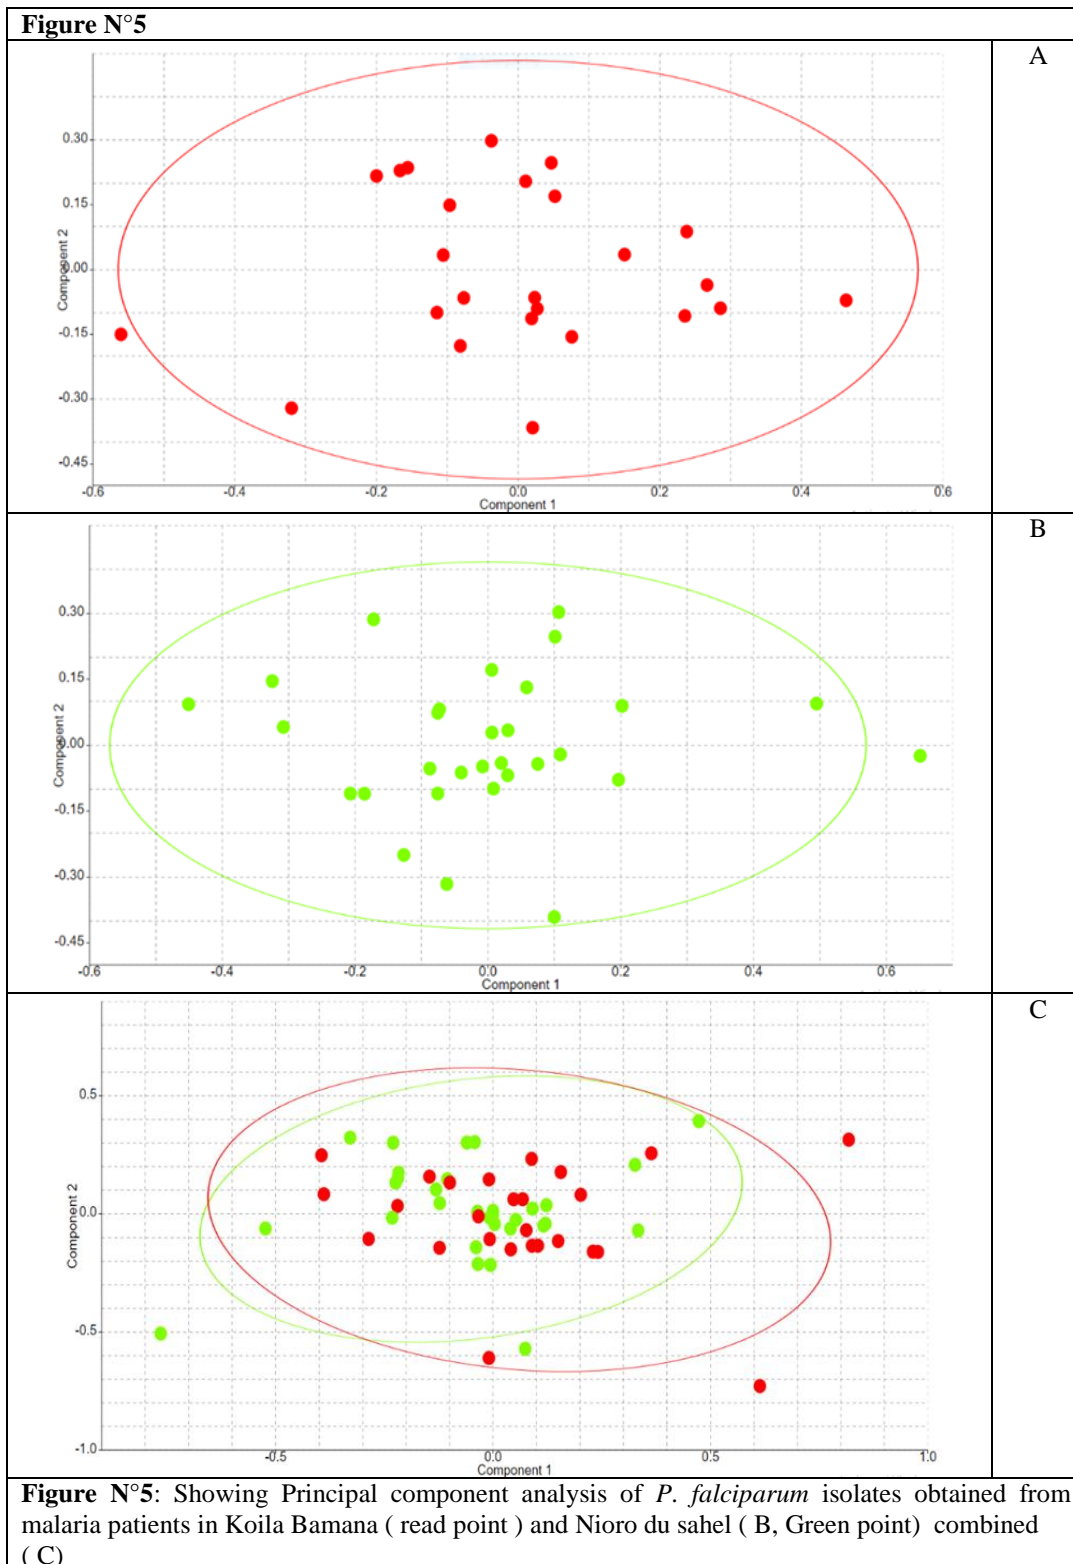 Figure N°5
A
0.30
0.15
0.00
-0.15
-0.30
-0.45
Component 2
-0.6 -0.4 -0.2 0.0 0.2 0.4 0.6
Component 1
B
0.30
0.15
0.00
-0.15
-0.30
-0.45
Component 2
-0.6 -0.4 -0.2 0.0 0.2 0.4 0.6
Component 1
C
0.5
0.0
-0.5
-1.0
Component 2
-0.5 0.0 0.5 1.0
Component 1
Figure N°5: Showing Principal component analysis of P. falciparum isolates obtained from
malaria patients in Koila Bamana ( read point ) and Nioro du sahel ( B, Green point) combined
( C)